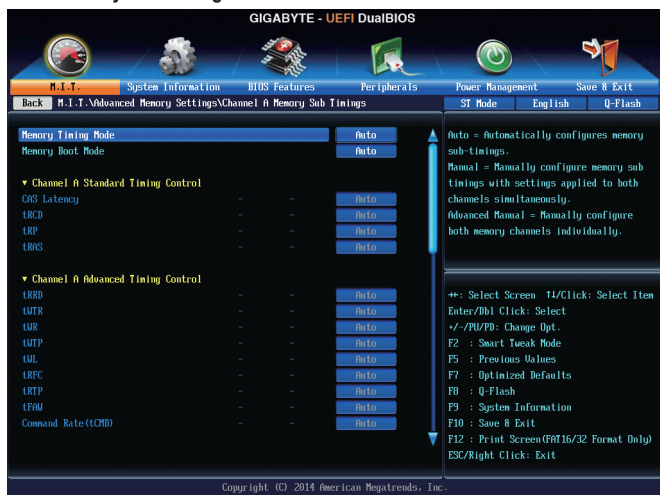 GIGABYTE - UEFI DualBIOS
M.I.T. System Information BIOS Features Peripherals Power Management Save & Exit
Back M.I.T.\Advanced Memory Settings\Channel A Memory Sub Timings ST Mode English Q-Flash
Memory Timing Mode Auto
Memory Boot Mode Auto
▼ Channel A Standard Timing Control
CAS Latency - - Auto
tRCD - - Auto
tRP - - Auto
tRAS - - Auto
▼ Channel A Advanced Timing Control
tRRD - - Auto
tWTR - - Auto
tWR - - Auto
tWTP - - Auto
tWL - - Auto
tRFC - - Auto
tRTP - - Auto
tFAW - - Auto
Command Rate(tCMD) - - Auto
Auto = Automatically configures memory
sub-timings.
Manual = Manually configure memory sub
timings with settings applied to both
channels simultaneously.
Advanced Manual = Manually configure
both memory channels individually.
→←: Select Screen ↑↓/Click: Select Item
Enter/Dbl Click: Select
+/-/PU/PD: Change Opt.
F2 : Smart Tweak Mode
F5 : Previous Values
F7 : Optimized Defaults
F8 : Q-Flash
F9 : System Information
F10 : Save & Exit
F12 : Print Screen(FAT16/32 Format Only)
ESC/Right Click: Exit
Copyright (C) 2014 American Megatrends, Inc.